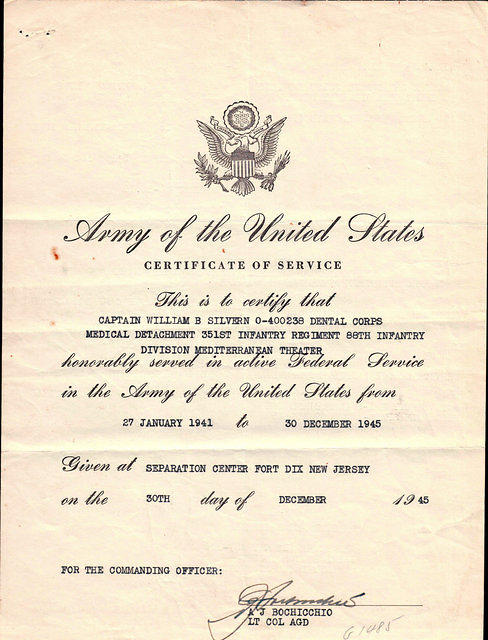 Army of the United States
CERTIFICATE OF SERVICE
This is to certify that
CAPTAIN WILLIAM B SILVERN O-400238 DENTAL CORPS
MEDICAL DETACHMENT 351ST INFANTRY REGIMENT 88TH INFANTRY
DIVISION MEDITERRANEAN THEATER
honorably served in active Federal Service
in the Army of the United States from
27 JANUARY 1941 to 30 DECEMBER 1945
Given at SEPARATION CENTER FORT DIX NEW JERSEY
on the 30TH day of DECEMBER 1945
FOR THE COMMANDING OFFICER:
A J BOCHICCHIO
LT COL AGD